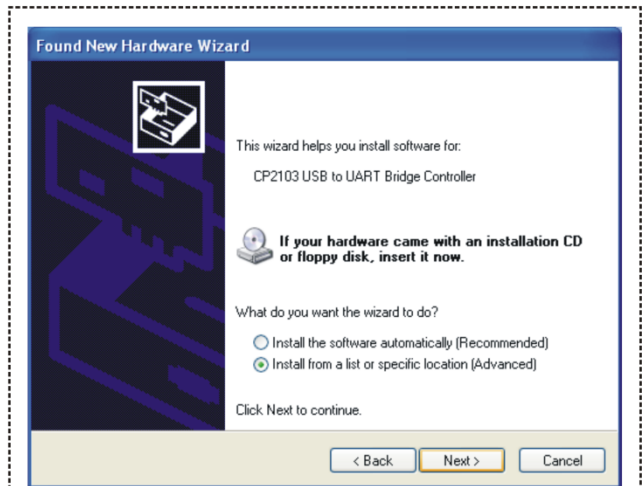 Found New Hardware Wizard
This wizard helps you install software for:
CP2103 USB to UART Bridge Controller
If your hardware came with an installation CD
or floppy disk, insert it now.
What do you want the wizard to do?
Install the software automatically (Recommended)
Install from a list or specific location (Advanced)
Click Next to continue.
< Back Next > Cancel